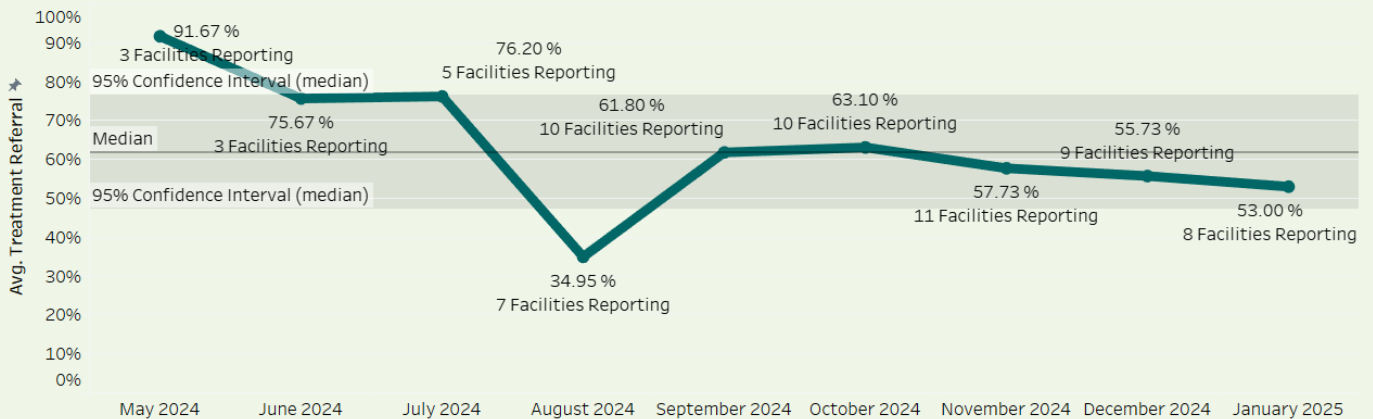 100%
90%
80%
70%
60%
50%
40%
30%
20%
10%
0%
Avg. Treatment Referral
91.67 %
3 Facilities Reporting
95% Confidence Interval (median)
75.67 %
3 Facilities Reporting
76.20 %
5 Facilities Reporting
Median
95% Confidence Interval (median)
34.95 %
7 Facilities Reporting
61.80 %
10 Facilities Reporting
63.10 %
10 Facilities Reporting
57.73 %
11 Facilities Reporting
55.73 %
9 Facilities Reporting
53.00 %
8 Facilities Reporting
May 2024
June 2024
July 2024
August 2024
September 2024
October 2024
November 2024
December 2024
January 2025